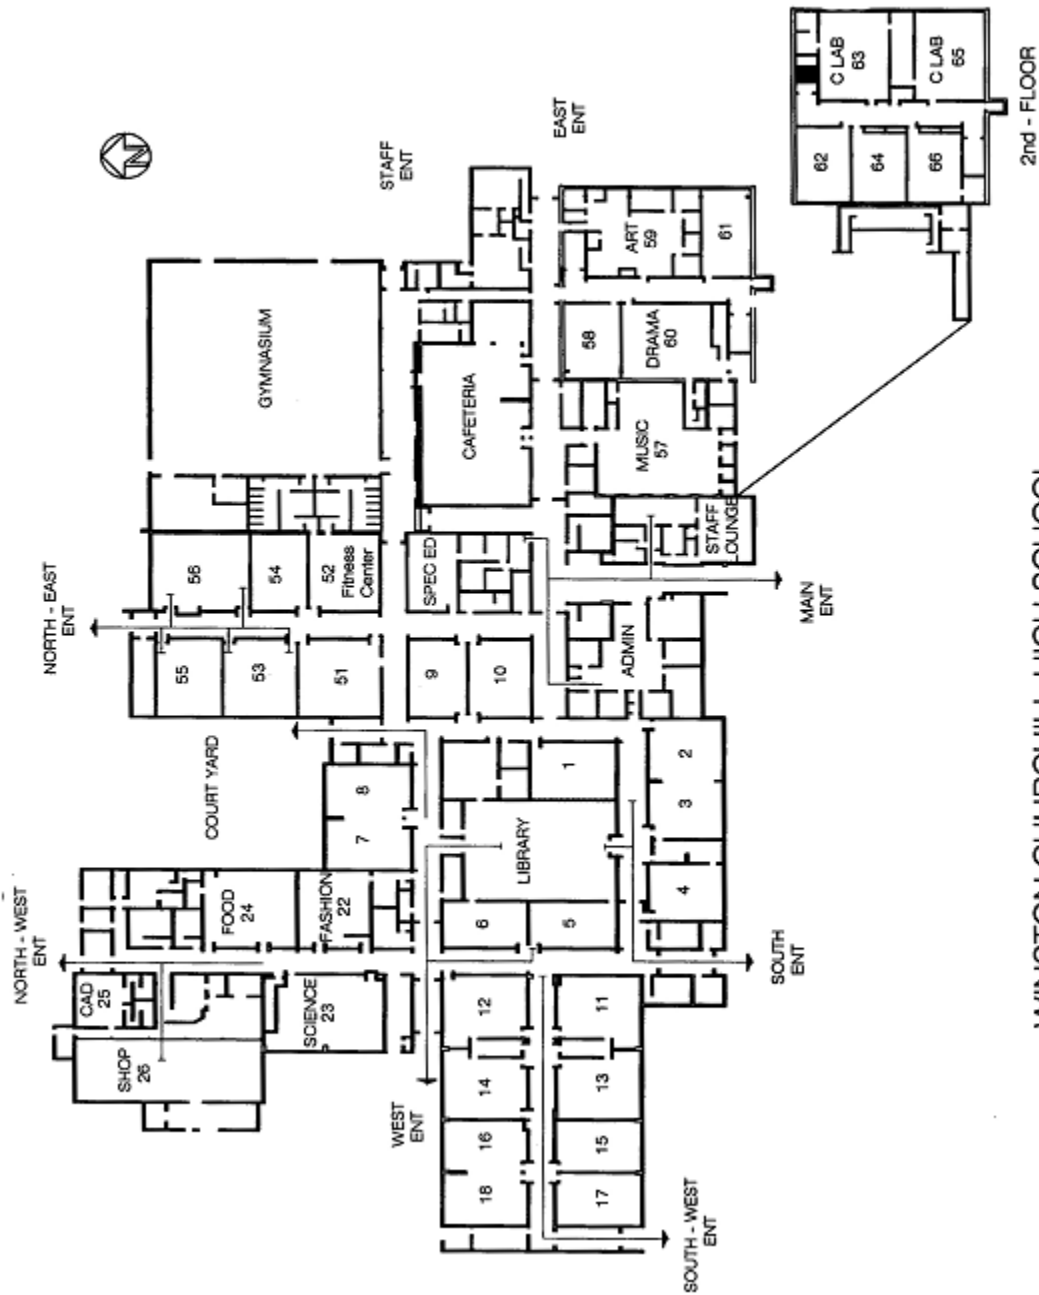 NORTH - WEST
ENT
NORTH - EAST
ENT
N
CAD
25
SHOP
26
FOOD
24
COURT YARD
55
56
GYMNASIUM
SCIENCE
23
FASHION
22
53
54
51
52
Fitness
Center
7
8
STAFF
ENT
WEST
ENT
9
SPEC ED
CAFETERIA
18
16
14
12
6
LIBRARY
10
EAST
ENT
17
15
13
11
5
1
58
ADMIN
MUSIC
57
DRAMA
60
ART
59
61
4
3
2
STAFF
LOUNGE
SOUTH - WEST
ENT
SOUTH
ENT
MAIN
ENT
62
64
66
C LAB
63
C LAB
65
2nd - FLOOR
WINSTON CHURCHILL HIGH SCHOOL